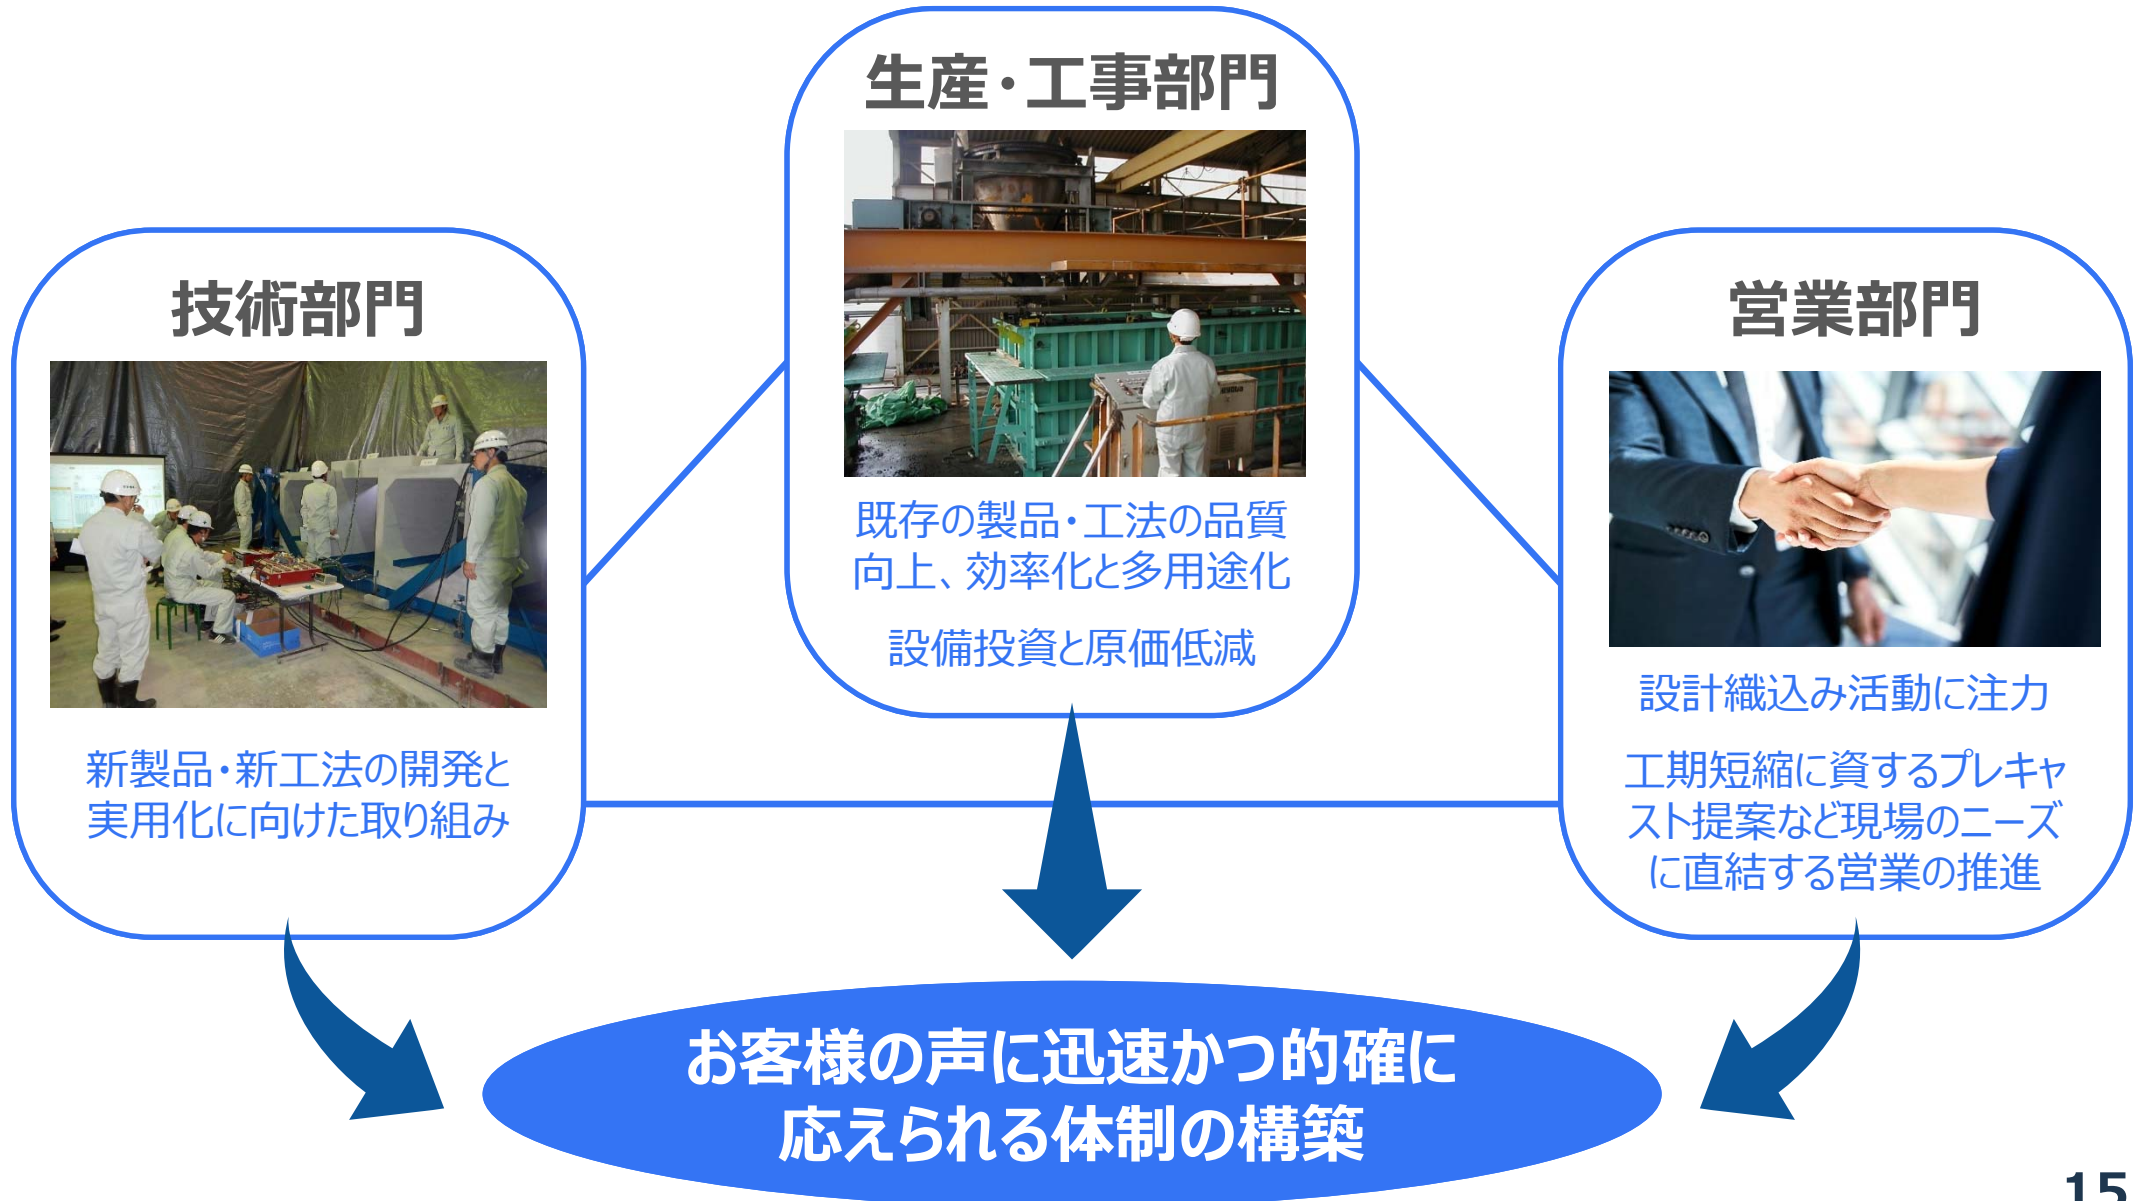 生産・工事部門
既存の製品・工法の品質
向上、効率化と多用途化
設備投資と原価低減
技術部門
新製品・新工法の開発と
実用化に向けた取り組み
営業部門
設計織込み活動に注力
工期短縮に資するプレキャ
スト提案など現場のニーズ
に直結する営業の推進
お客様の声に迅速かつ的確に
応えられる体制の構築
15